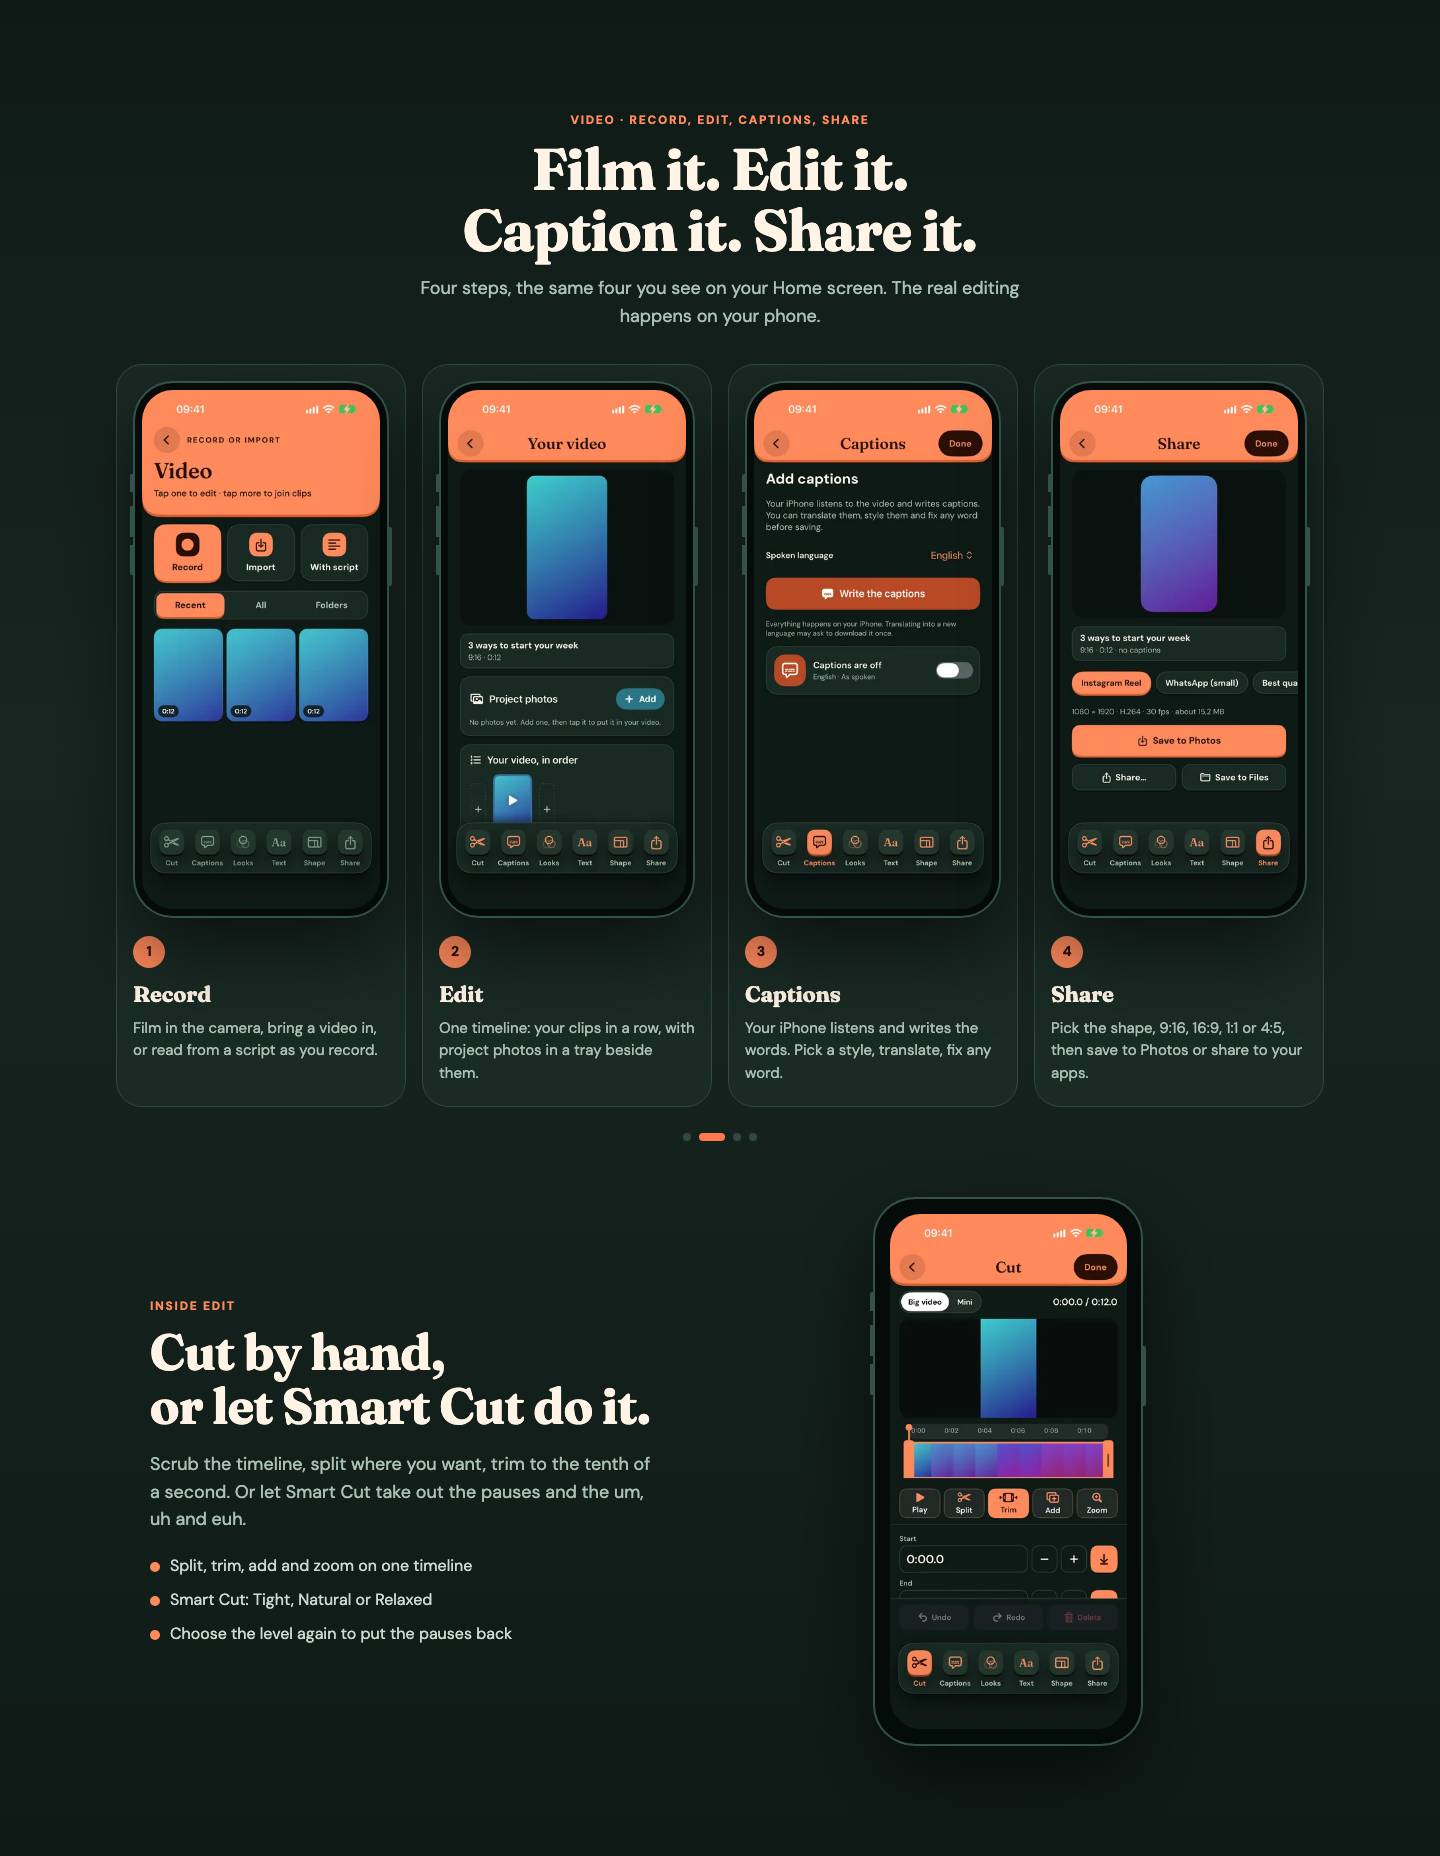 VIDEO · RECORD, EDIT, CAPTIONS, SHARE
Film it. Edit it.
Caption it. Share it.
Four steps, the same four you see on your Home screen. The real editing
happens on your phone.
09:41
RECORD OR IMPORT
Video
Tap one to edit · tap more to join clips
Record
Import
With script
Recent
All
Folders
0:12
0:12
0:12
Cut
Captions
Looks
Aa
Text
Shape
Share
1
Record
Film in the camera, bring a video in,
or read from a script as you record.
09:41
Your video
3 ways to start your week
9:16 · 0:12
Project photos
+ Add
No photos yet. Add one, then tap it to put it in your video.
Your video, in order
+
+
Cut
Captions
Looks
Aa
Text
Shape
Share
2
Edit
One timeline: your clips in a row, with
project photos in a tray beside
them.
09:41
Captions
Done
Add captions
Your iPhone listens to the video and writes captions.
You can translate them, style them and fix any word
before saving.
Spoken language
English
Write the captions
Everything happens on your iPhone. Translating into a new
language may ask to download it once.
Captions are off
English · As spoken
Cut
Captions
Looks
Aa
Text
Shape
Share
3
Captions
Your iPhone listens and writes the
words. Pick a style, translate, fix any
word.
09:41
Share
Done
3 ways to start your week
9:16 · 0:12 · no captions
Instagram Reel
WhatsApp (small)
Best qua
1080 × 1920 · H.264 · 30 fps · about 15,2 MB
Save to Photos
Share...
Save to Files
Cut
Captions
Looks
Aa
Text
Shape
Share
4
Share
Pick the shape, 9:16, 16:9, 1:1 or 4:5,
then save to Photos or share to your
apps.
INSIDE EDIT
Cut by hand,
or let Smart Cut do it.
Scrub the timeline, split where you want, trim to the tenth of
a second. Or let Smart Cut take out the pauses and the um,
uh and euh.
Split, trim, add and zoom on one timeline
Smart Cut: Tight, Natural or Relaxed
Choose the level again to put the pauses back
09:41
Cut
Done
Big video
Mini
0:00.0 / 0:12.0
0:00
0:02
0:04
0:06
0:08
0:10
Play
Split
Trim
Add
Zoom
Start
0:00.0
−
+
End
Undo
Redo
Delete
Cut
Captions
Looks
Aa
Text
Shape
Share